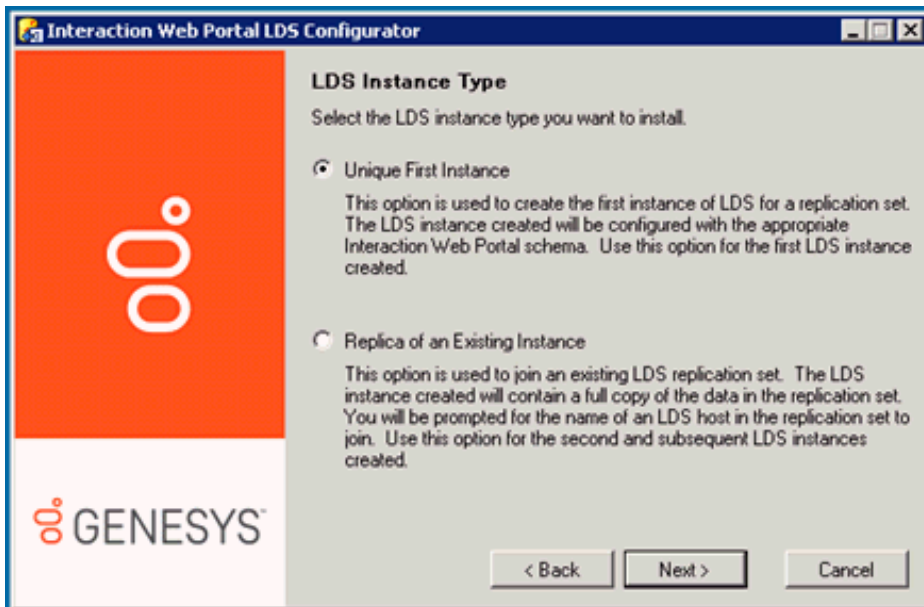 Interaction Web Portal LDS Configurator
LDS Instance Type
Select the LDS instance type you want to install.
Unique First Instance
This option is used to create the first instance of LDS for a replication set.
The LDS instance created will be configured with the appropriate
Interaction Web Portal schema.  Use this option for the first LDS instance
created.
Replica of an Existing Instance
This option is used to join an existing LDS replication set.  The LDS
instance created will contain a full copy of the data in the replication set.
You will be prompted for the name of an LDS host in the replication set to
join.  Use this option for the second and subsequent LDS instances
created.
GENESYS™
< Back
Next >
Cancel